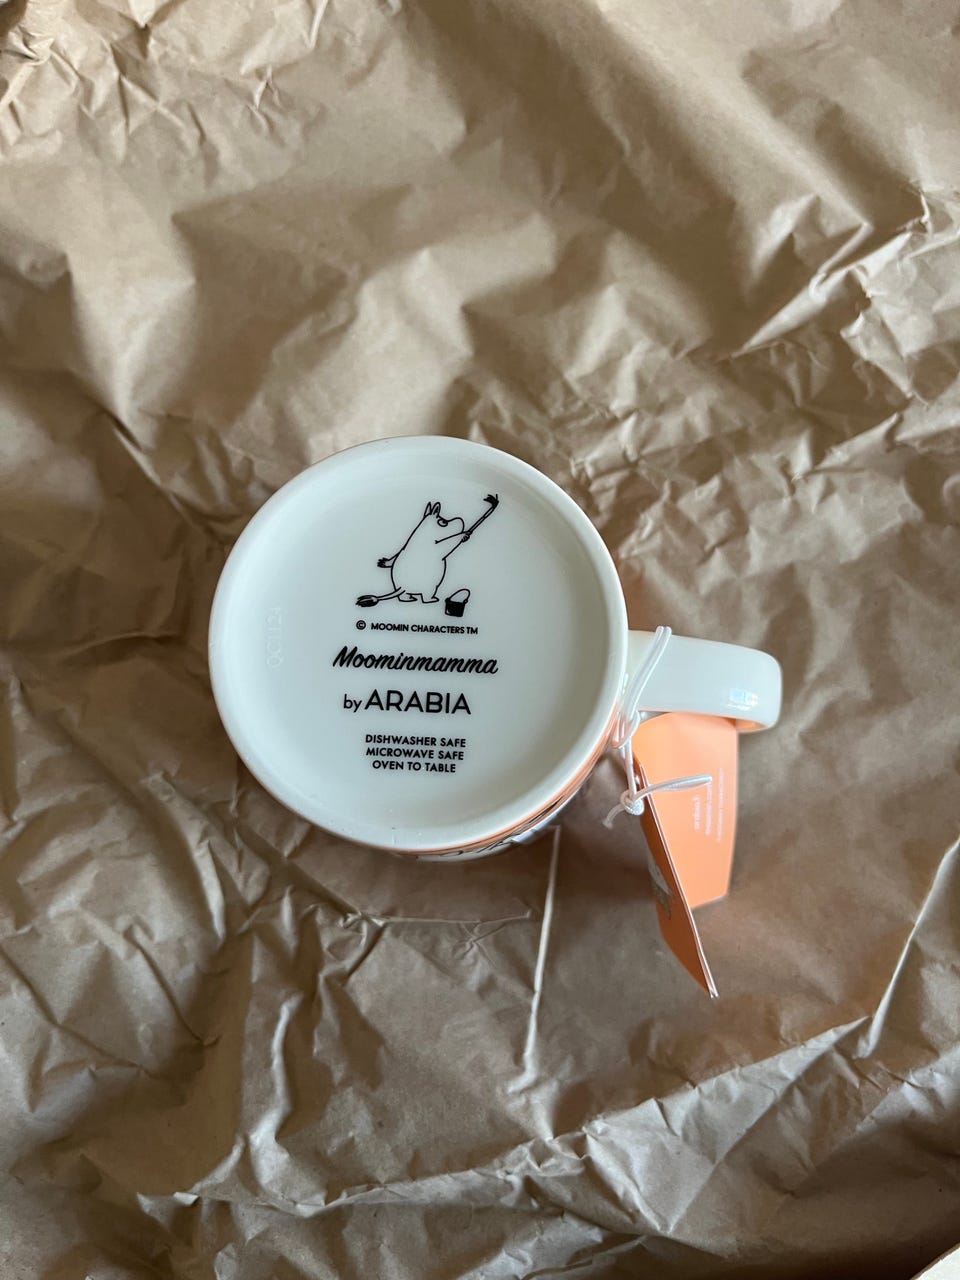 © MOOMIN CHARACTERS TM
Moominmamma
by ARABIA
DISHWASHER SAFE
MICROWAVE SAFE
OVEN TO TABLE